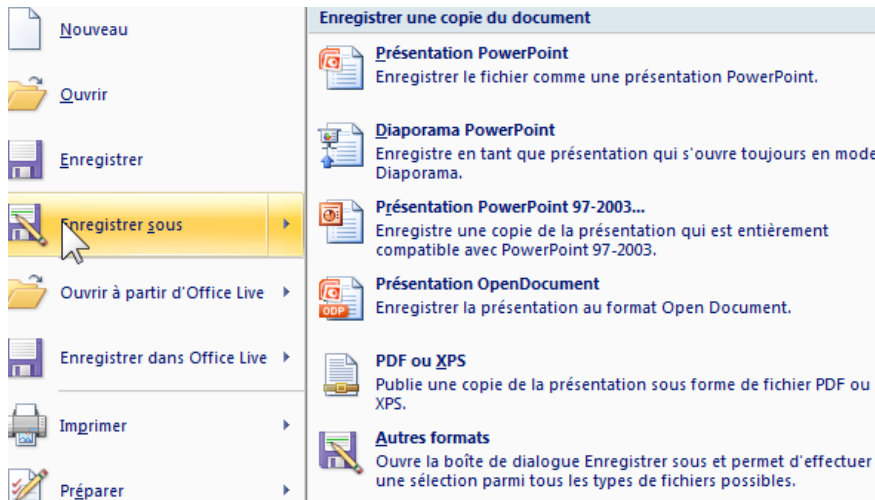 Nouveau
Ouvrir
Enregistrer
Enregistrer sous
Ouvrir à partir d'Office Live
Enregistrer dans Office Live
Imprimer
Préparer
Enregistrer une copie du document
Présentation PowerPoint
Enregistrer le fichier comme une présentation PowerPoint.
Diaporama PowerPoint
Enregistre en tant que présentation qui s'ouvre toujours en mode
Diaporama.
Présentation PowerPoint 97-2003...
Enregistre une copie de la présentation qui est entièrement
compatible avec PowerPoint 97-2003.
Présentation OpenDocument
Enregistrer la présentation au format Open Document.
ODP
PDF ou XPS
Publie une copie de la présentation sous forme de fichier PDF ou
XPS.
Autres formats
Ouvre la boîte de dialogue Enregistrer sous et permet d'effectuer
une sélection parmi tous les types de fichiers possibles.